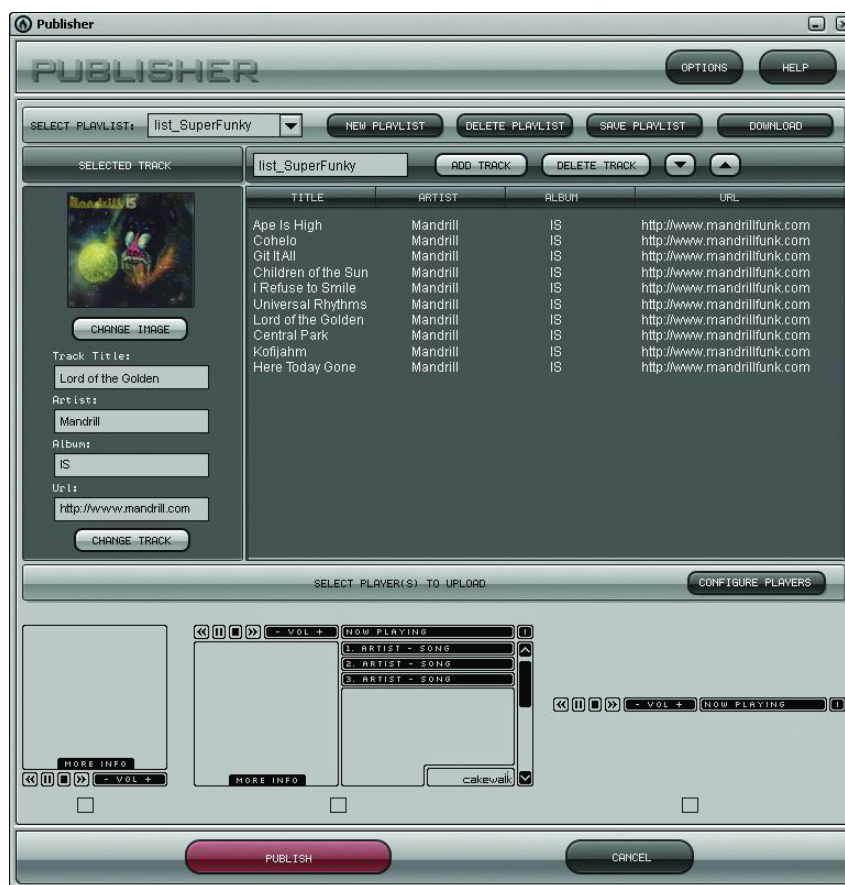 Publisher
PUBLISHER
OPTIONS
HELP
SELECT PLAYLIST:
list_SuperFunky
NEW PLAYLIST
DELETE PLAYLIST
SAVE PLAYLIST
DOWNLOAD
SELECTED TRACK
list_SuperFunky
ADD TRACK
DELETE TRACK
Mandrill IS
CHANGE IMAGE
Track Title:
Lord of the Golden
Artist:
Mandrill
Album:
IS
Url:
http://www.mandrill.com
CHANGE TRACK
TITLE ARTIST ALBUM URL
Ape Is High Mandrill IS http://www.mandrillfunk.com
Cohelo Mandrill IS http://www.mandrillfunk.com
Git It All Mandrill IS http://www.mandrillfunk.com
Children of the Sun Mandrill IS http://www.mandrillfunk.com
I Refuse to Smile Mandrill IS http://www.mandrillfunk.com
Universal Rhythms Mandrill IS http://www.mandrillfunk.com
Lord of the Golden Mandrill IS http://www.mandrillfunk.com
Central Park Mandrill IS http://www.mandrillfunk.com
Kofijahm Mandrill IS http://www.mandrillfunk.com
Here Today Gone Mandrill IS http://www.mandrillfunk.com
SELECT PLAYER(S) TO UPLOAD
CONFIGURE PLAYERS
MORE INFO
- VOL +
- VOL +
NOW PLAYING
I
1. ARTIST - SONG
2. ARTIST - SONG
3. ARTIST - SONG
MORE INFO
cakewalk
- VOL +
NOW PLAYING
I
PUBLISH
CANCEL